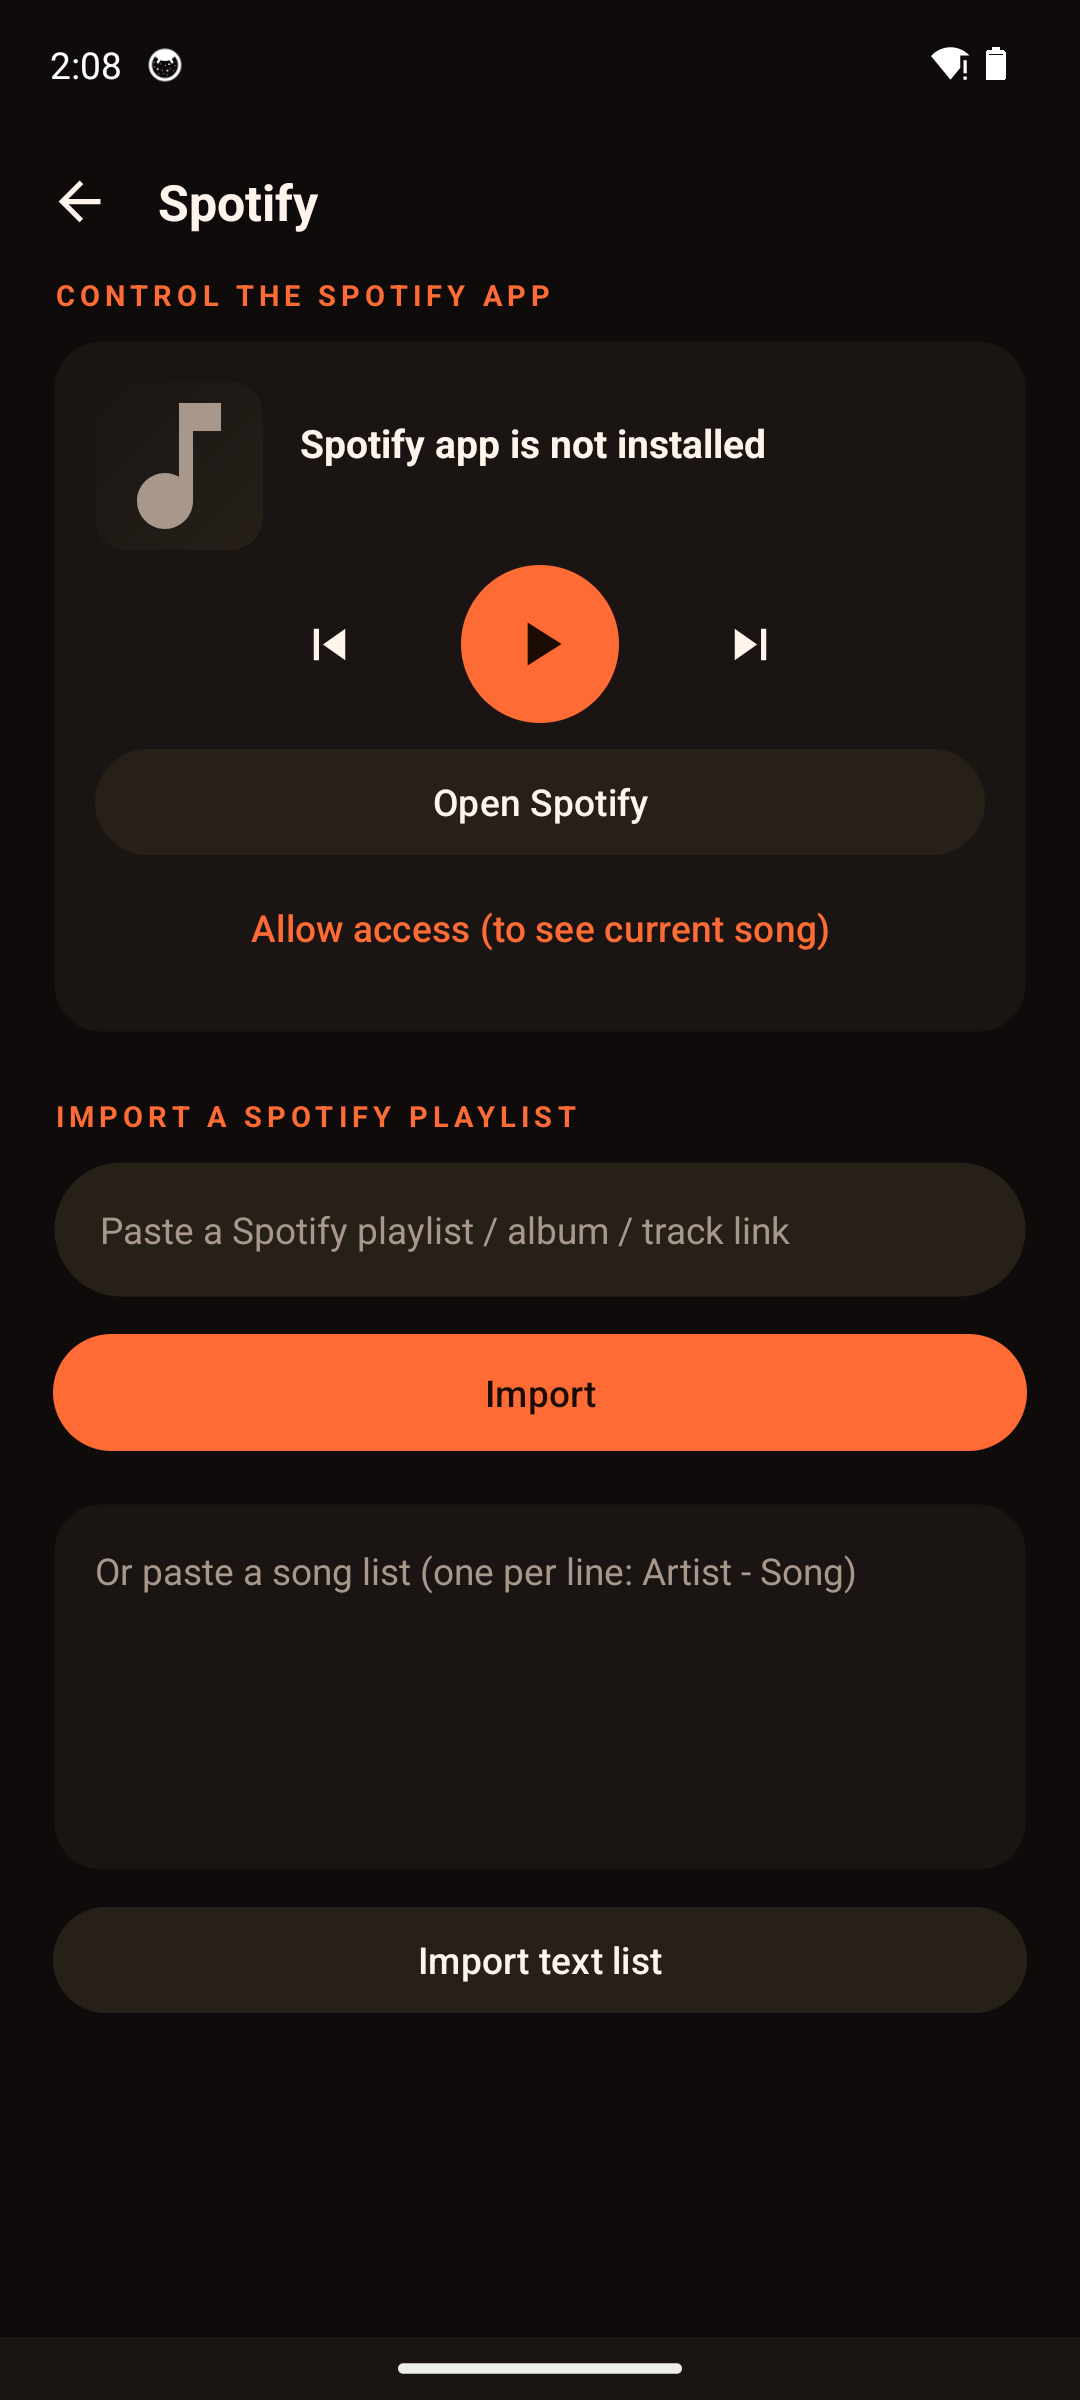 2:08
Spotify
CONTROL THE SPOTIFY APP
Spotify app is not installed
Open Spotify
Allow access (to see current song)
IMPORT A SPOTIFY PLAYLIST
Paste a Spotify playlist / album / track link
Import
Or paste a song list (one per line: Artist - Song)
Import text list